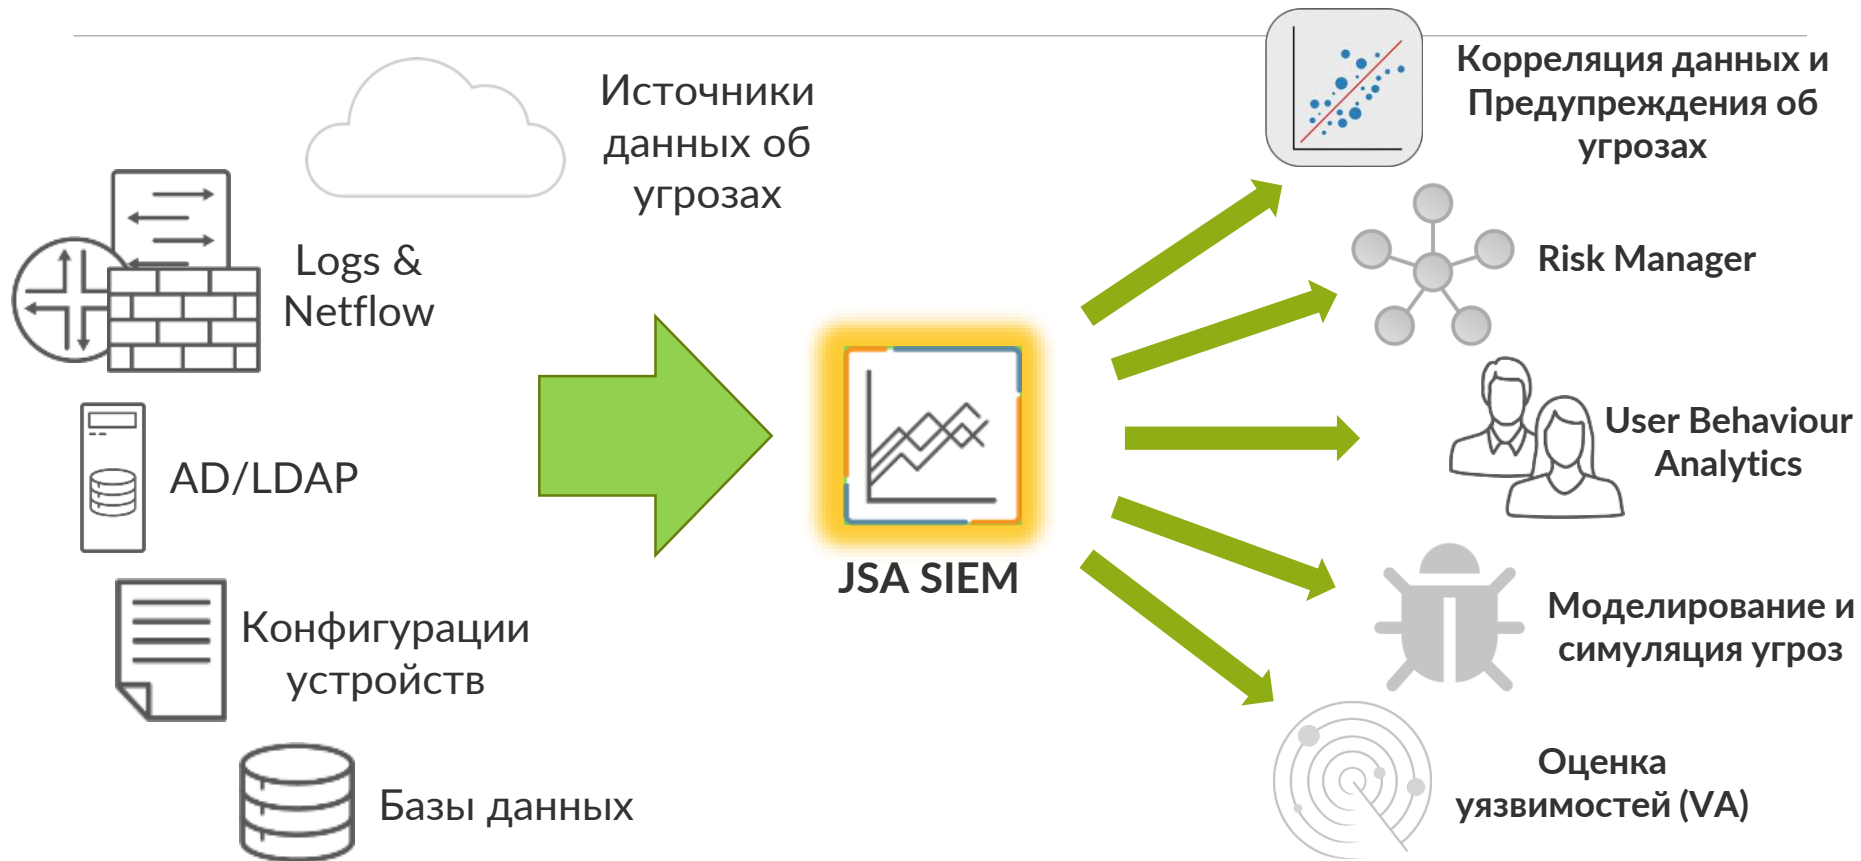 Источники
данных об
угрозах
Logs &
Netflow
AD/LDAP
Конфигурации
устройств
Базы данных
JSA SIEM
Корреляция данных и
Предупреждения об
угрозах
Risk Manager
User Behaviour
Analytics
Моделирование и
симуляция угроз
Оценка
уязвимостей (VA)